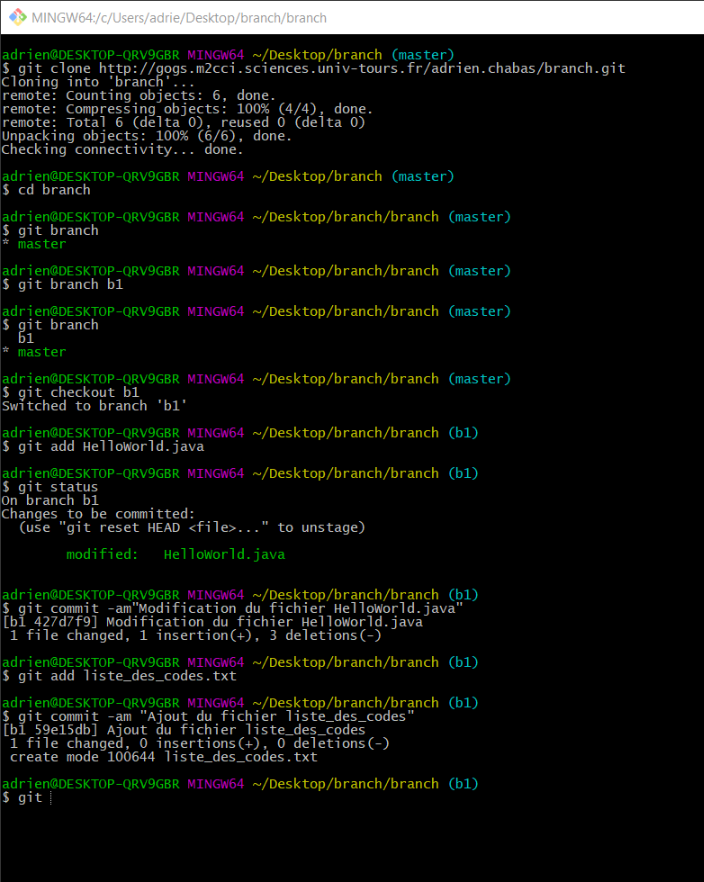 MINGW64:/c/Users/adrie/Desktop/branch/branch
adrien@DESKTOP-QRV9GBR MINGW64 ~/Desktop/branch (master)
$ git clone http://gogs.m2cci.sciences.univ-tours.fr/adrien.chabas/branch.git
Cloning into 'branch'...
remote: Counting objects: 6, done.
remote: Compressing objects: 100% (4/4), done.
remote: Total 6 (delta 0), reused 0 (delta 0)
Unpacking objects: 100% (6/6), done.
Checking connectivity... done.
adrien@DESKTOP-QRV9GBR MINGW64 ~/Desktop/branch (master)
$ cd branch
adrien@DESKTOP-QRV9GBR MINGW64 ~/Desktop/branch/branch (master)
$ git branch
* master
adrien@DESKTOP-QRV9GBR MINGW64 ~/Desktop/branch/branch (master)
$ git branch b1
adrien@DESKTOP-QRV9GBR MINGW64 ~/Desktop/branch/branch (master)
$ git branch
  b1
* master
adrien@DESKTOP-QRV9GBR MINGW64 ~/Desktop/branch/branch (master)
$ git checkout b1
Switched to branch 'b1'
adrien@DESKTOP-QRV9GBR MINGW64 ~/Desktop/branch/branch (b1)
$ git add HelloWorld.java
adrien@DESKTOP-QRV9GBR MINGW64 ~/Desktop/branch/branch (b1)
$ git status
On branch b1
Changes to be committed:
  (use "git reset HEAD <file>..." to unstage)
        modified:   HelloWorld.java
adrien@DESKTOP-QRV9GBR MINGW64 ~/Desktop/branch/branch (b1)
$ git commit -am"Modification du fichier HelloWorld.java"
[b1 427d7f9] Modification du fichier HelloWorld.java
 1 file changed, 1 insertion(+), 3 deletions(-)
adrien@DESKTOP-QRV9GBR MINGW64 ~/Desktop/branch/branch (b1)
$ git add liste_des_codes.txt
adrien@DESKTOP-QRV9GBR MINGW64 ~/Desktop/branch/branch (b1)
$ git commit -am "Ajout du fichier liste_des_codes"
[b1 59e15db] Ajout du fichier liste_des_codes
 1 file changed, 0 insertions(+), 0 deletions(-)
 create mode 100644 liste_des_codes.txt
adrien@DESKTOP-QRV9GBR MINGW64 ~/Desktop/branch/branch (b1)
$ git